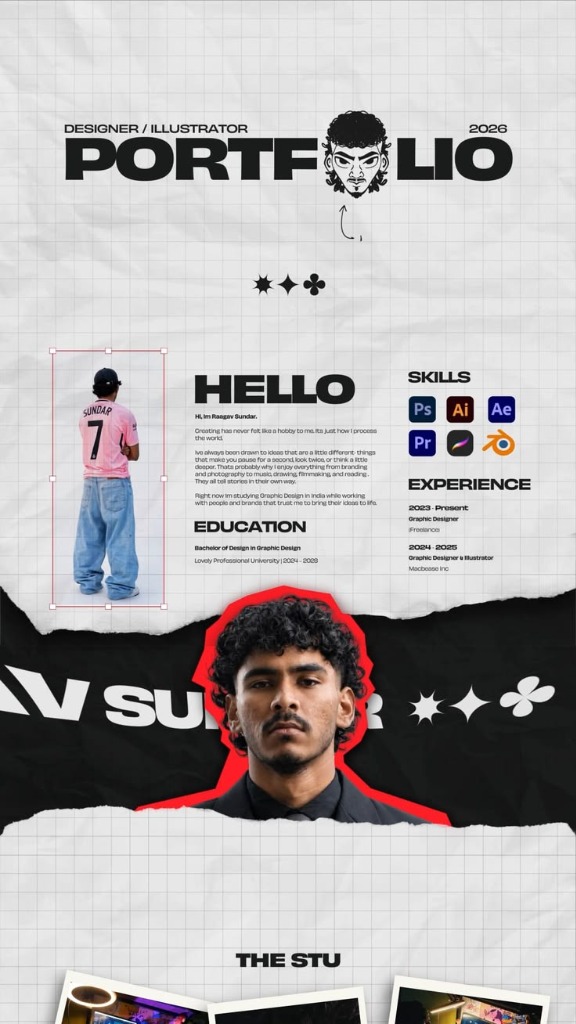 DESIGNER / ILLUSTRATOR
2026
PORTF LIO
HELLO
Hi, Im Raagav Sundar.
Creating has never felt like a hobby to me. Its just how I process
the world.
Ive always been drawn to ideas that are a little different- things
that make you pause for a second, look twice, or think a little
deeper. Thats probably why I enjoy everything from branding
and photography to music, drawing, filmmaking, and reading .
They all tell stories in their own way.
Right now Im studying Graphic Design in India while working
with people and brands that trust me to bring their ideas to life.
EDUCATION
Bachelor of Design in Graphic Design
Lovely Professional University | 2024 - 2028
SUNDAR
7
SKILLS
Ps Ai Ae
Pr
EXPERIENCE
2023 - Present
Graphic Designer
(Freelance)
2024 - 2025
Graphic Designer & Illustrator
Macbease Inc
AV SUN R
THE STU